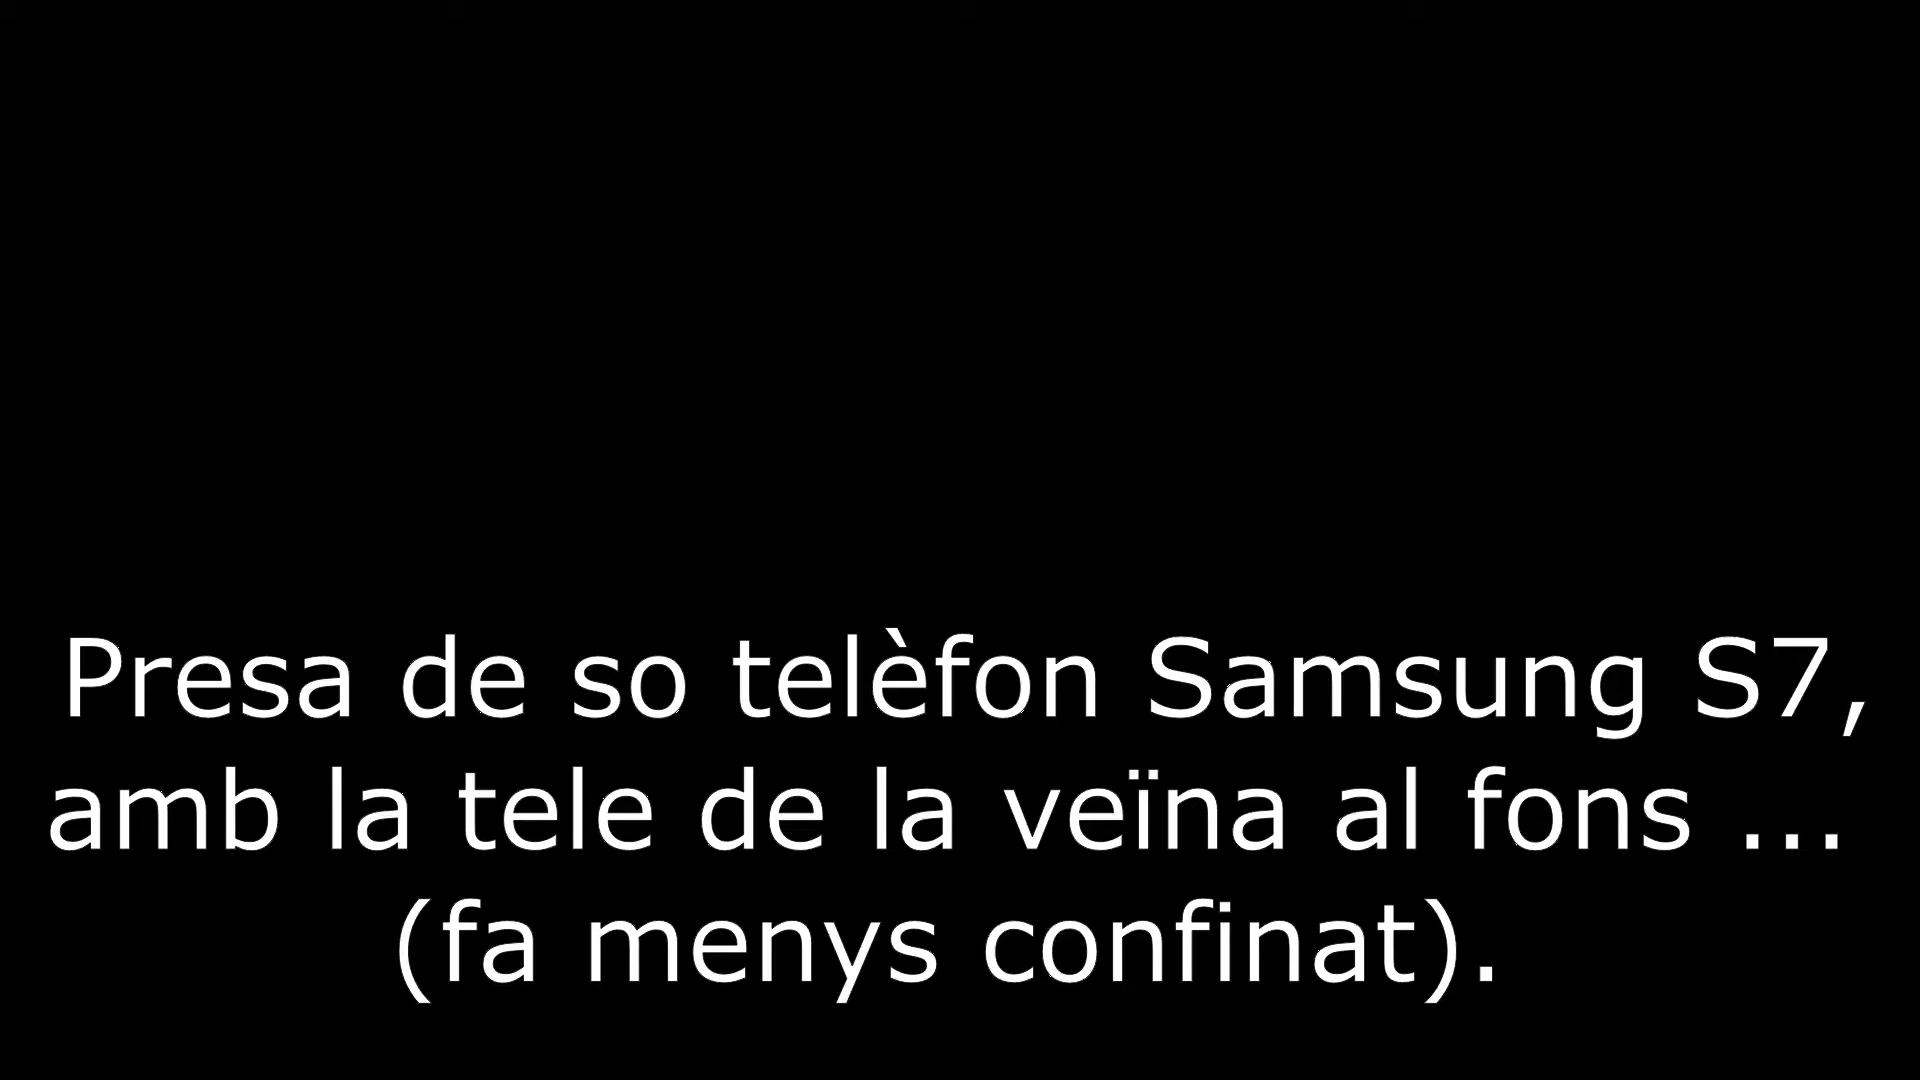 Presa de so telèfon Samsung S7,
amb la tele de la veïna al fons ...
(fa menys confinat).